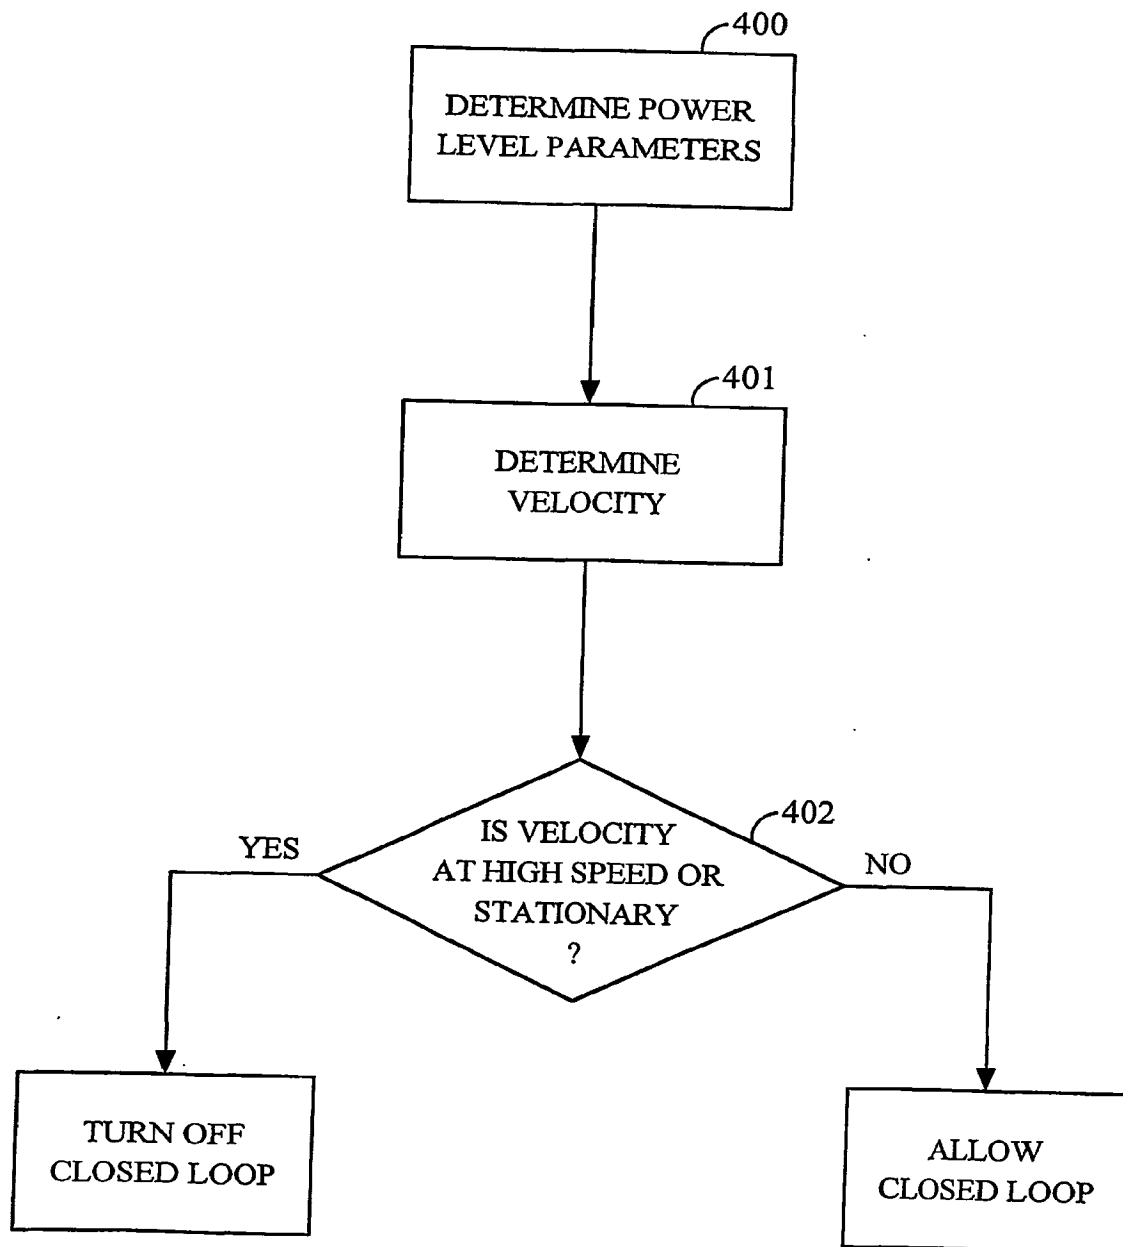 400
DETERMINE POWER
LEVEL PARAMETERS
401
DETERMINE
VELOCITY
402
IS VELOCITY
AT HIGH SPEED OR
STATIONARY
?
YES
NO
TURN OFF
CLOSED LOOP
ALLOW
CLOSED LOOP